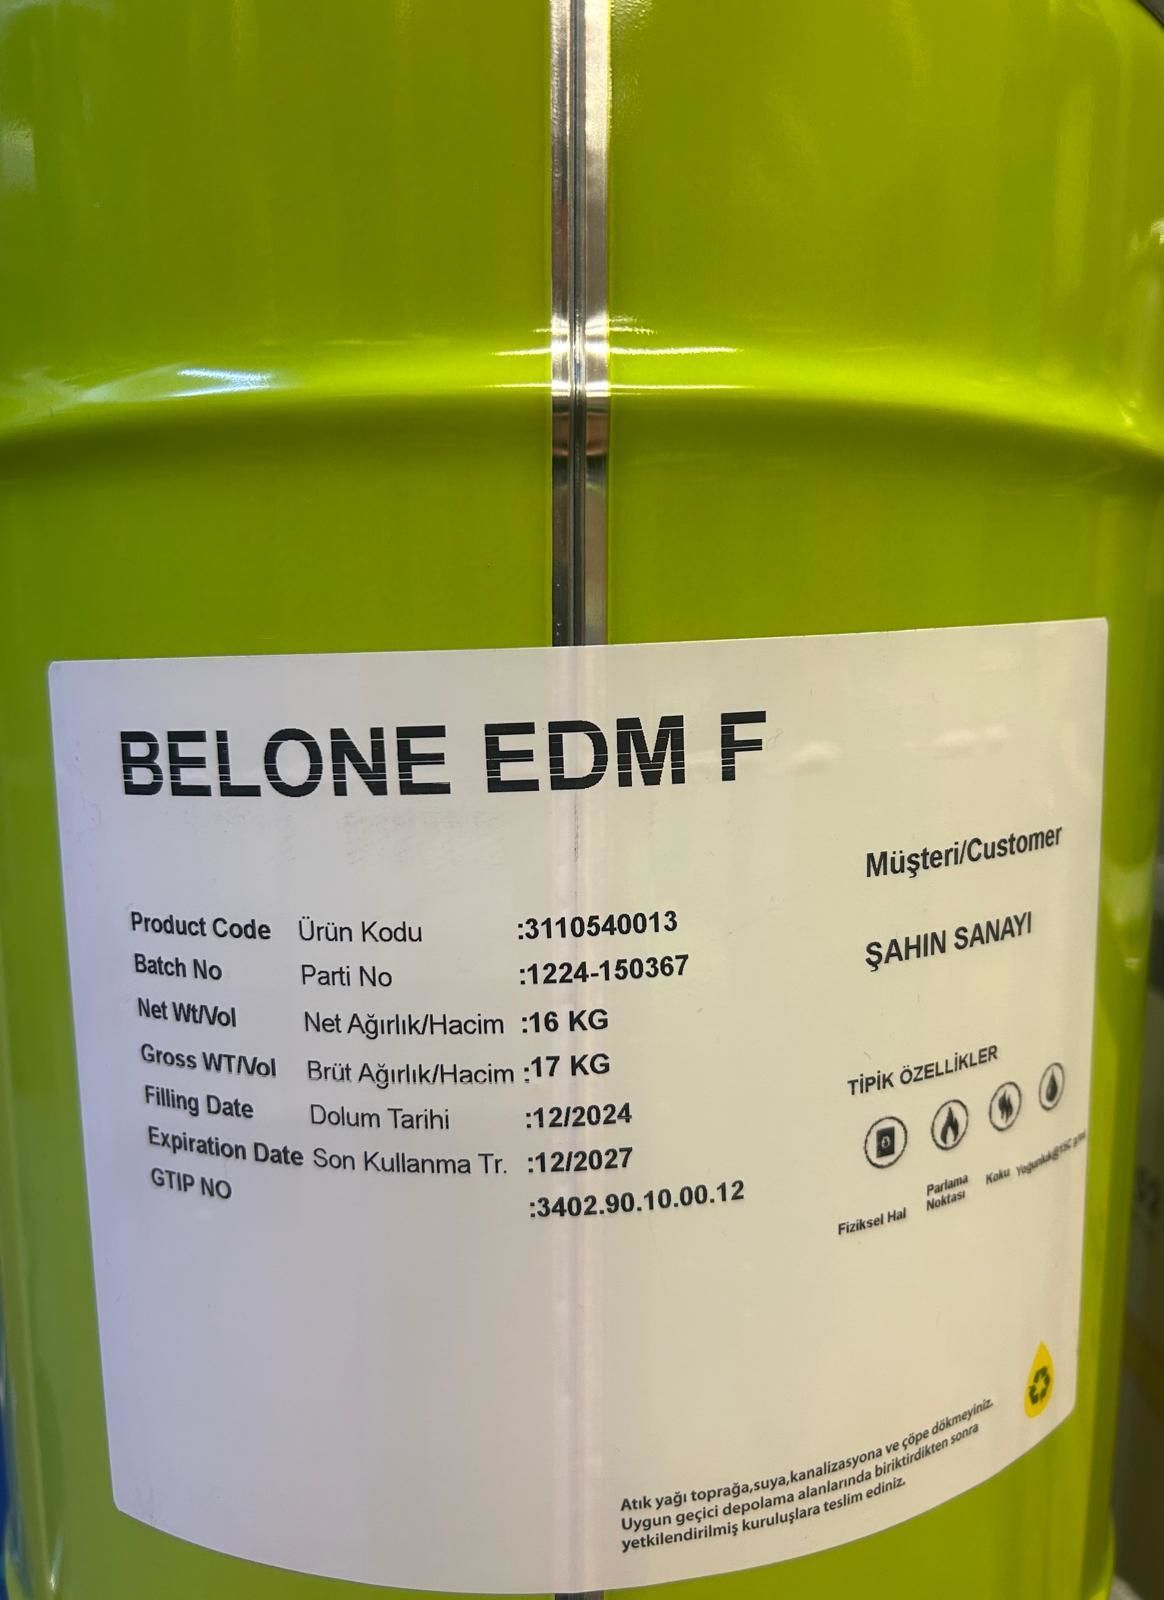 BELONE EDM F
Müşteri/Customer
ŞAHIN SANAYI
Product Code Ürün Kodu :3110540013
Batch No Parti No :1224-150367
Net Wt/Vol Net Ağırlık/Hacim :16 KG
Gross WT/Vol Brüt Ağırlık/Hacim :17 KG
Filling Date Dolum Tarihi :12/2024
Expiration Date Son Kullanma Tr. :12/2027
GTIP NO :3402.90.10.00.12
TİPİK ÖZELLİKLER
Fiziksel Hal
Parlama
Noktası
Koku
Atık yağı toprağa,suya,kanalizasyona ve çöpe dökmeyiniz.
Uygun geçici depolama alanlarında biriktirdikten sonra
yetkilendirilmiş kuruluşlara teslim ediniz.